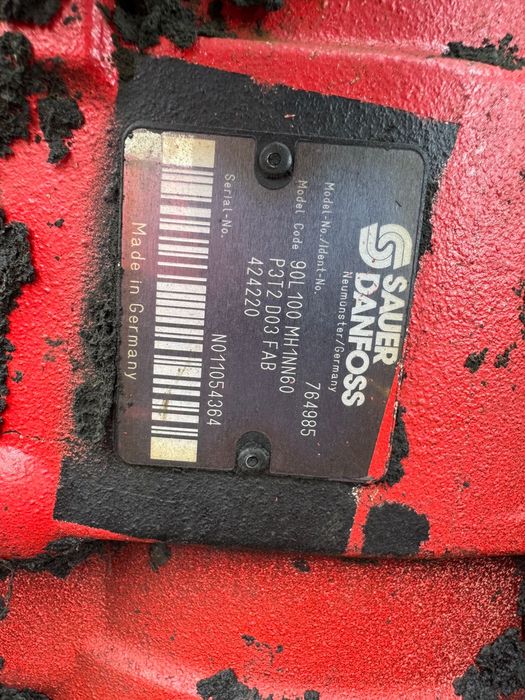 SAUER
DANFOSS
Neumünster/Germany
Model-No./Ident-No.
764985
Model Code 90L100 MH1NN60
P3T2 D03 FAB
424220
Serial-No.
N011054364
Made in Germany